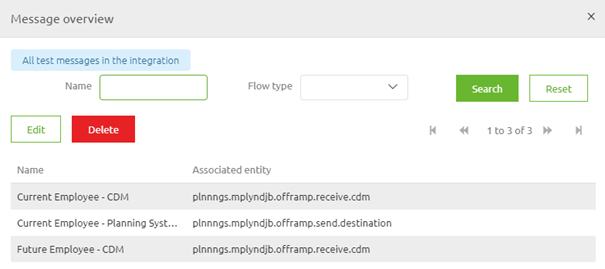 Message overview ×
All test messages in the integration
Name Flow type Search Reset
Edit Delete 1 to 3 of 3
Name Associated entity
Current Employee - CDM plnnngs.mplyndjb.offramp.receive.cdm
Current Employee - Planning Syst... plnnngs.mplyndjb.offramp.send.destination
Future Employee - CDM plnnngs.mplyndjb.offramp.receive.cdm